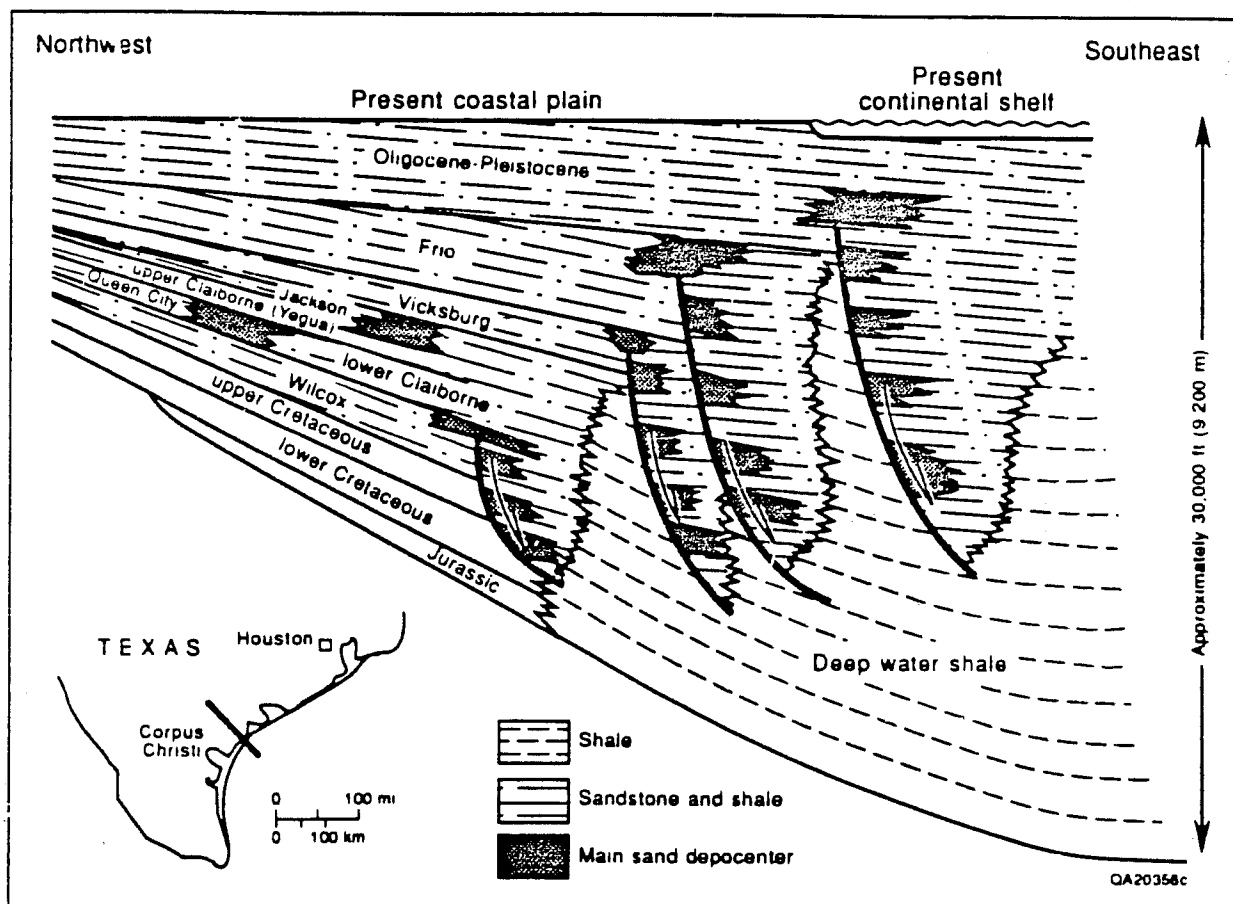 Northwest
Southeast
Present coastal plain
Present
continental shelf
Oligocene-Pleistocene
Frio
Vicksburg
Jackson
upper Claiborne (Yegua)
Queen City
lower Claiborne
Wilcox
upper Cretaceous
lower Cretaceous
Jurassic
Deep water shale
Approximately 30,000 ft (9 200 m)
TEXAS
Houston
Corpus
Christi
0 100 mi
0 100 km
Shale
Sandstone and shale
Main sand depocenter
QA20356c